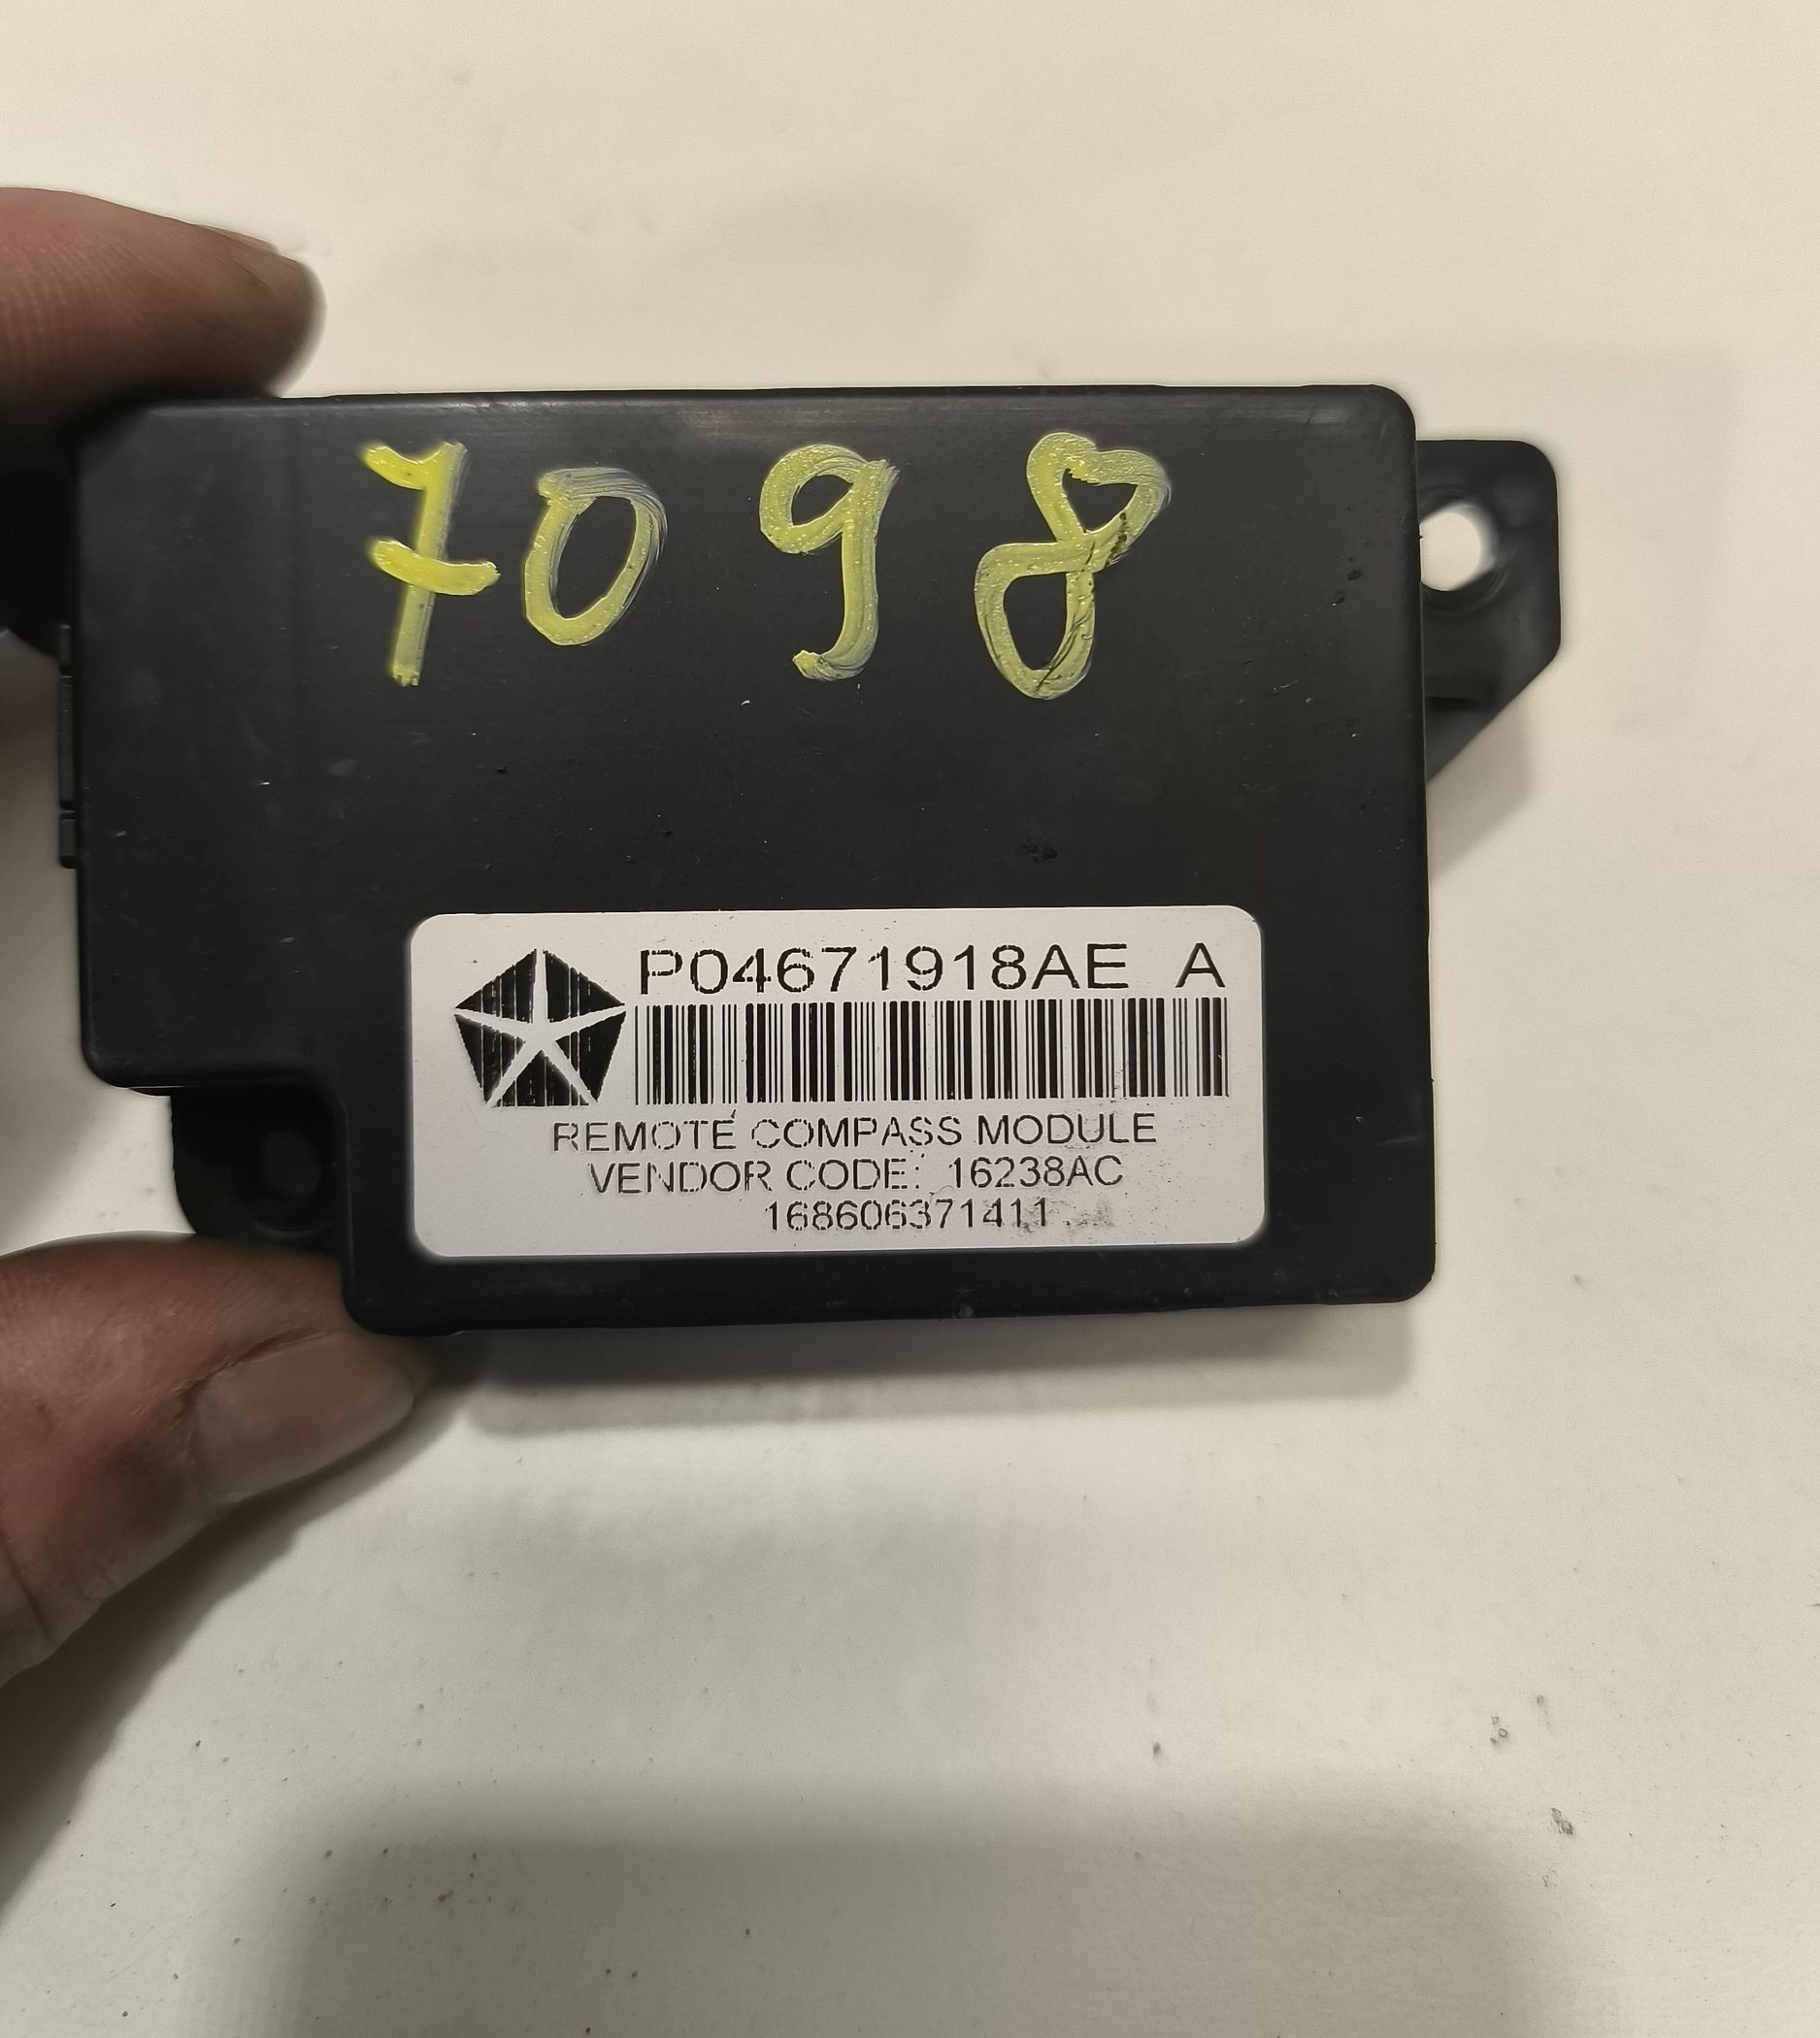 7098
P04671918AE A
REMOTE COMPASS MODULE
VENDOR CODE: 16238AC
168606371411